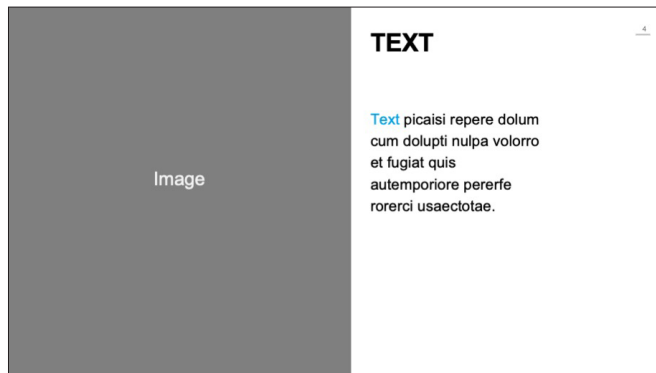 TEXT
4
Image
Text picaisi repere dolum
cum dolupti nulpa volorro
et fugiat quis
autemporiore pererfe
rorerci usaectotae.